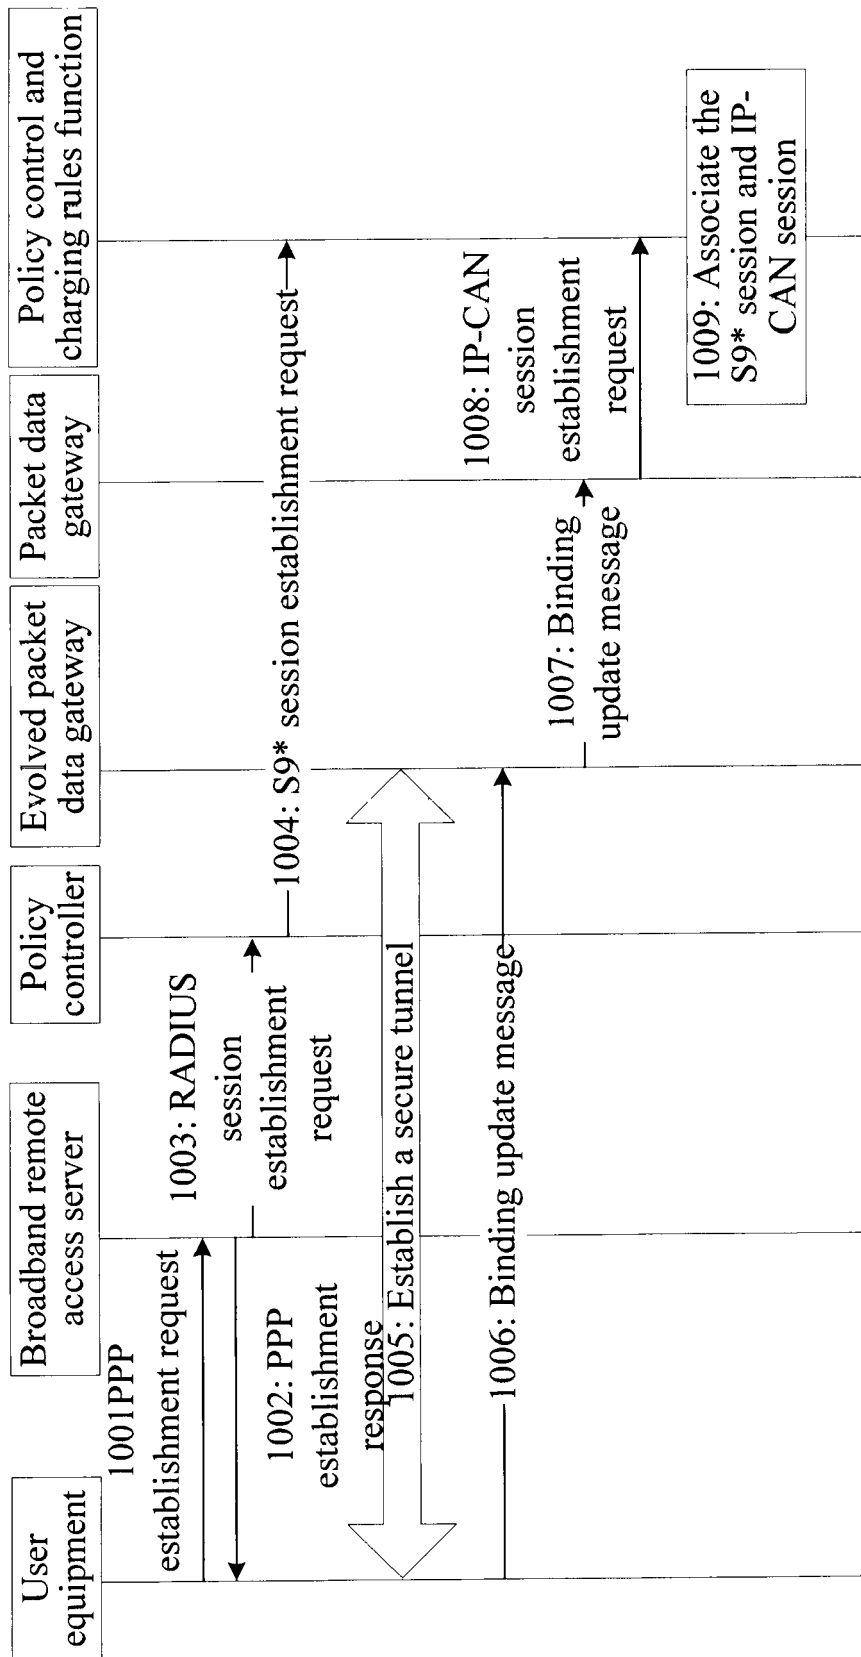 User
equipment
Broadband remote
access server
Policy
controller
Evolved packet
data gateway
Packet data
gateway
Policy control and
charging rules function
1001PPP
establishment request
1002: PPP
establishment
response
1003: RADIUS
session
establishment
request
1004: S9* session establishment request
1005: Establish a secure tunnel
1006: Binding update message
1007: Binding
update message
1008: IP-CAN
session
establishment
request
1009: Associate the
S9* session and IP-
CAN session